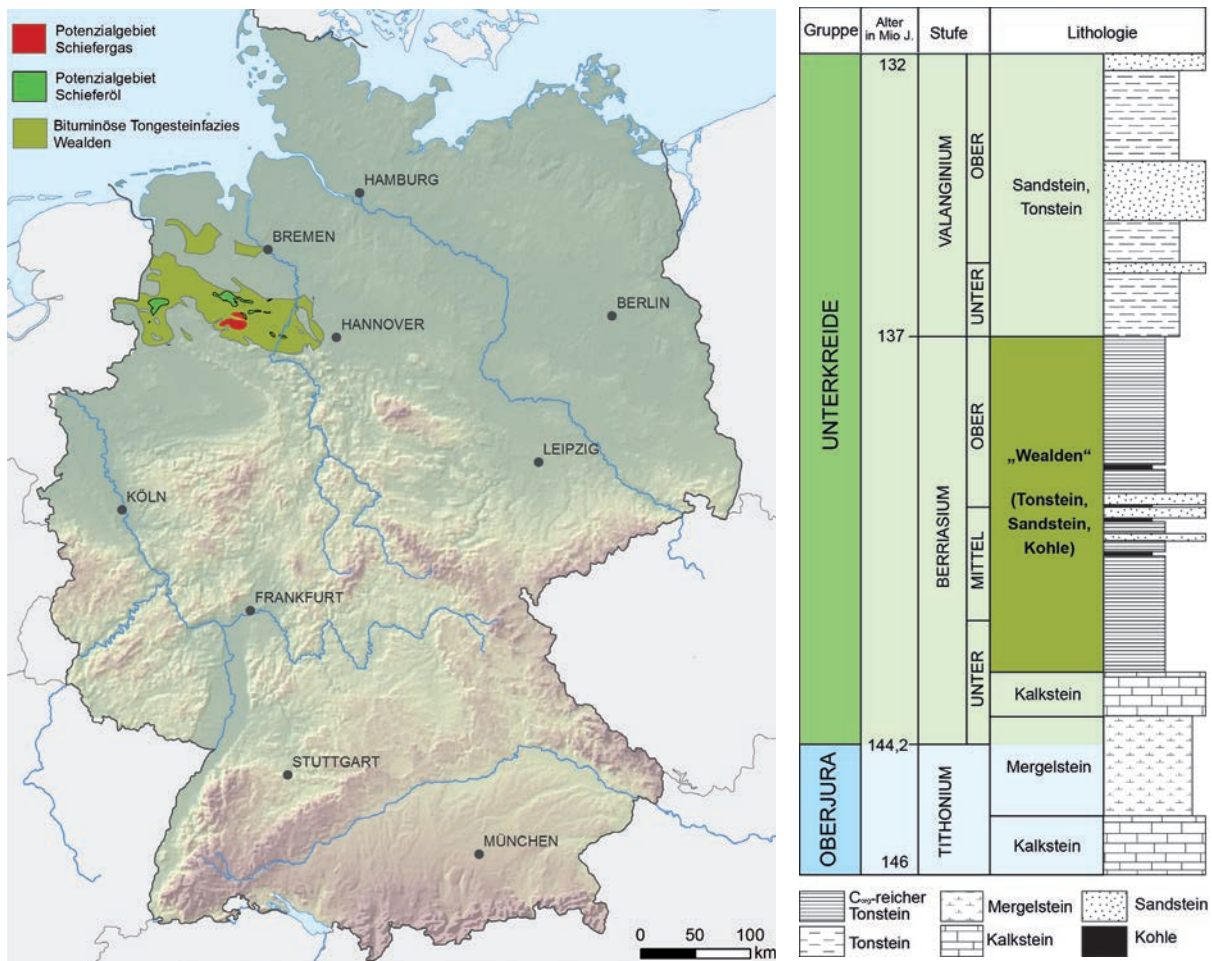 Potenzialgebiet
Schiefergas
Potenzialgebiet
Schieferöl
Bituminöse Tongesteinfazies
Wealden
HAMBURG
BREMEN
BERLIN
HANNOVER
LEIPZIG
KÖLN
FRANKFURT
STUTTGART
MÜNCHEN
0 50 100
km
Gruppe
Alter
in Mio J.
Stufe
Lithologie
UNTERKREIDE
OBERJURA
132
137
144,2
146
VALANGINIUM
BERRIASIUM
TITHONIUM
OBER
UNTER
OBER
MITTEL
UNTER
Sandstein,
Tonstein
„Wealden“
(Tonstein,
Sandstein,
Kohle)
Kalkstein
Mergelstein
Kalkstein
Corg-reicher
Tonstein
Tonstein
Mergelstein
Kalkstein
Sandstein
Kohle